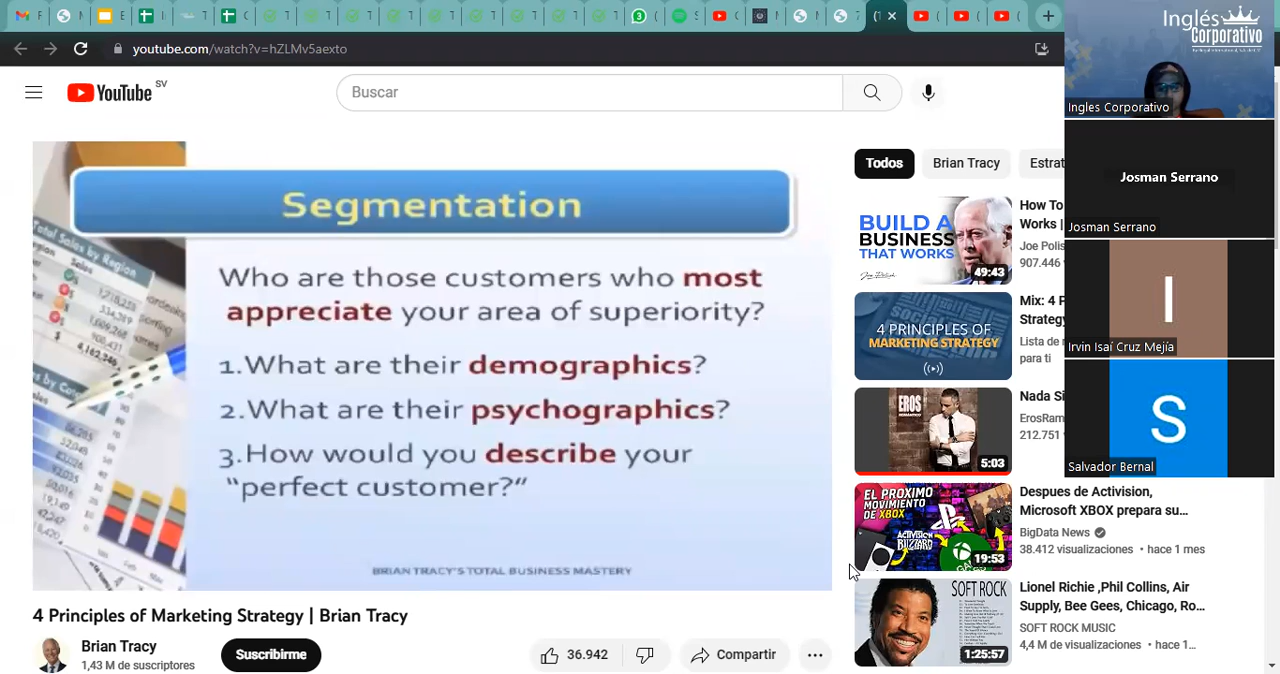 youtube.com/watch?v=hZLMv5aexto
YouTube SV
Buscar
Segmentation
Who are those customers who most
appreciate your area of superiority?
1.What are their demographics?
2.What are their psychographics?
3.How would you describe your
"perfect customer?"
BRIAN TRACY'S TOTAL BUSINESS MASTERY
Total Sales by Region
Sales
4 Principles of Marketing Strategy | Brian Tracy
Brian Tracy
1,43 M de suscriptores
Suscribirme
36.942
Compartir
Todos
Brian Tracy
Estrat
BUILD A
BUSINESS
THAT WORKS
49:43
How To
Works |
Joe Polis
907.446
4 PRINCIPLES OF
MARKETING STRATEGY
Mix: 4 P
Strategy
Lista de
para ti
EROS
5:03
Nada Si
ErosRam
212.751
EL PROXIMO
MOVIMIENTO
DE XBOX
ACTIVISION
BLIZZARD
19:53
Despues de Activision,
Microsoft XBOX prepara su...
BigData News
38.412 visualizaciones • hace 1 mes
SOFT ROCK
1:25:57
Lionel Richie ,Phil Collins, Air
Supply, Bee Gees, Chicago, Ro...
SOFT ROCK MUSIC
4,4 M de visualizaciones • hace 1...
Inglés
Corporativo
Ingles Corporativo
Josman Serrano
Josman Serrano
I
Irvin Isaí Cruz Mejía
S
Salvador Bernal